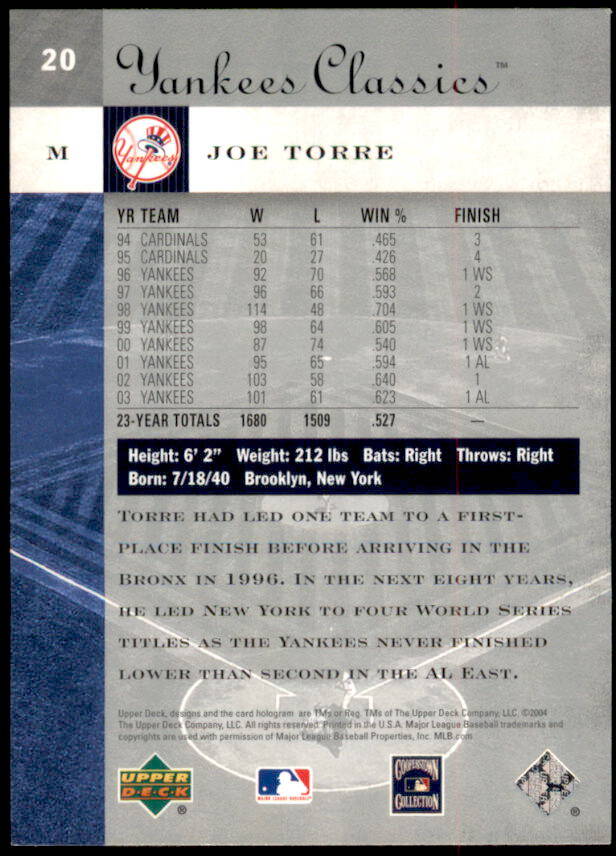 20
Yankees Classics™
M
Yankees
JOE TORRE
YR TEAM W L WIN % FINISH
94 CARDINALS 53 61 .465 3
95 CARDINALS 20 27 .426 4
96 YANKEES 92 70 .568 1 WS
97 YANKEES 96 66 .593 2
98 YANKEES 114 48 .704 1 WS
99 YANKEES 98 64 .605 1 WS
00 YANKEES 87 74 .540 1 WS
01 YANKEES 95 65 .594 1 AL
02 YANKEES 103 58 .640 1
03 YANKEES 101 61 .623 1 AL
23-YEAR TOTALS 1680 1509 .527 —
Height: 6' 2" Weight: 212 lbs Bats: Right Throws: Right
Born: 7/18/40 Brooklyn, New York
TORRE HAD LED ONE TEAM TO A FIRST-
PLACE FINISH BEFORE ARRIVING IN THE
BRONX IN 1996. IN THE NEXT EIGHT YEARS,
HE LED NEW YORK TO FOUR WORLD SERIES
TITLES AS THE YANKEES NEVER FINISHED
LOWER THAN SECOND IN THE AL EAST.
Upper Deck, designs and the card hologram are TMs or Reg. TMs of The Upper Deck Company, LLC. ©2004
The Upper Deck Company, LLC. All rights reserved. Printed in the U.S.A. Major League Baseball trademarks and
copyrights are used with permission of Major League Baseball Properties, Inc. MLB.com
UPPER
DECK
®
MAJOR LEAGUE BASEBALL
COOPERSTOWN
COLLECTION
®